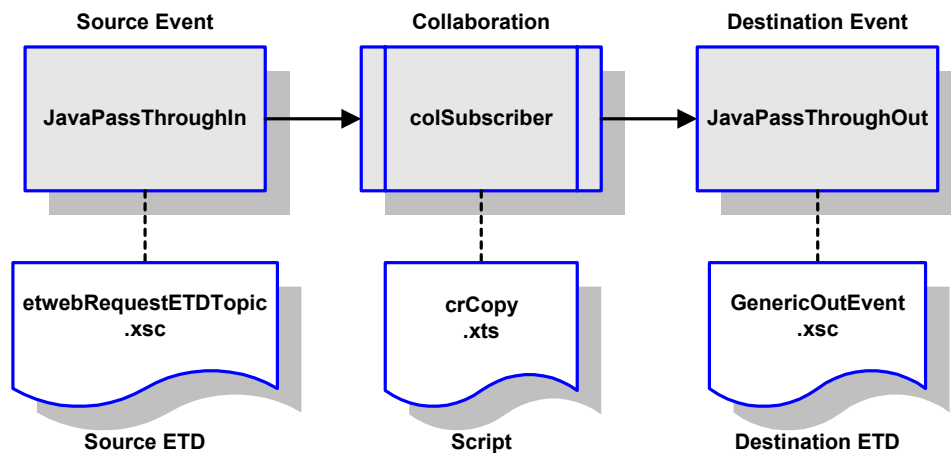 Source Event
Collaboration
Destination Event
JavaPassThroughIn
colSubscriber
JavaPassThroughOut
etwebRequestETDTopic
.xsc
crCopy
.xts
GenericOutEvent
.xsc
Source ETD
Script
Destination ETD